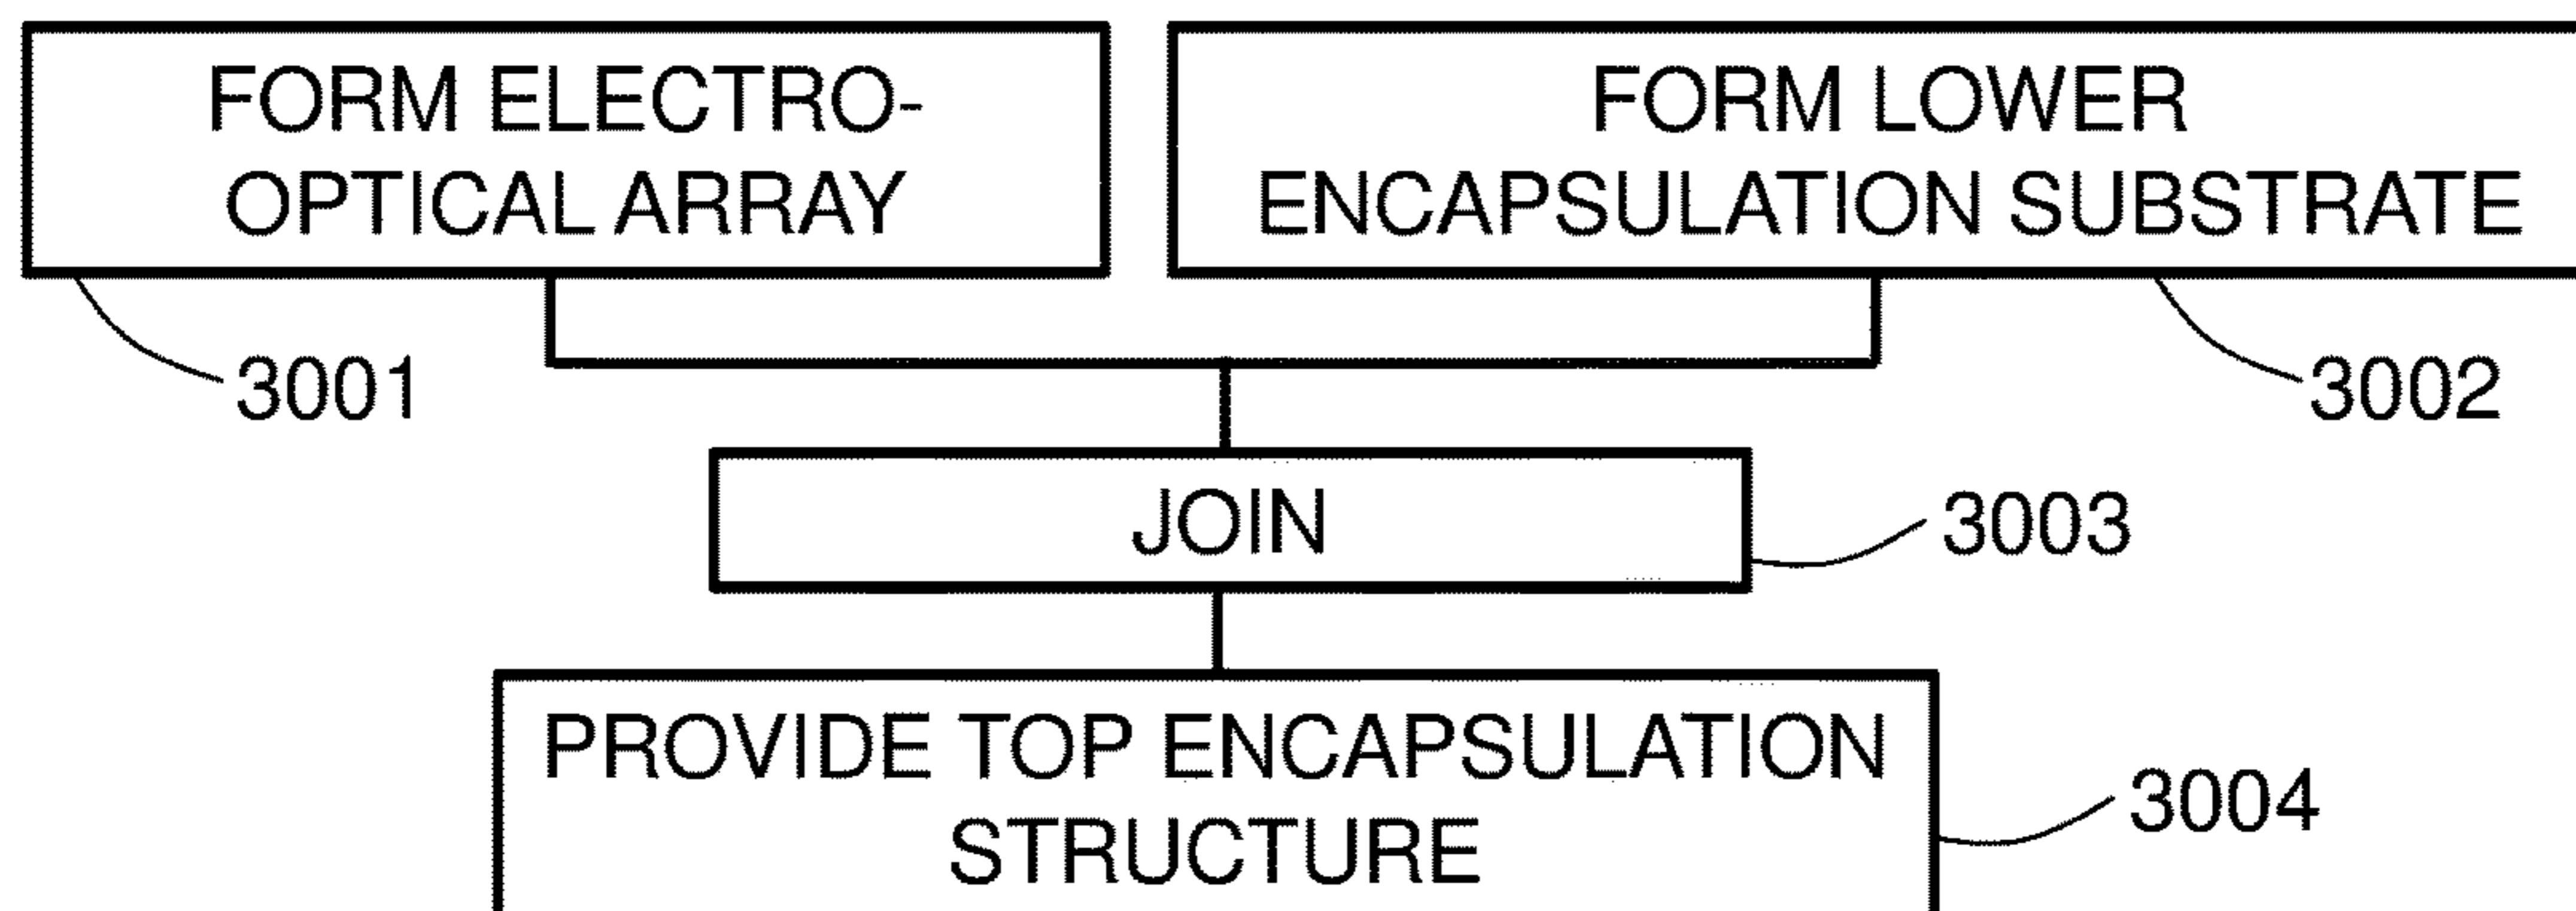 FORM ELECTRO-
OPTICAL ARRAY
FORM LOWER
ENCAPSULATION SUBSTRATE
3001
3002
JOIN
3003
PROVIDE TOP ENCAPSULATION
STRUCTURE
3004